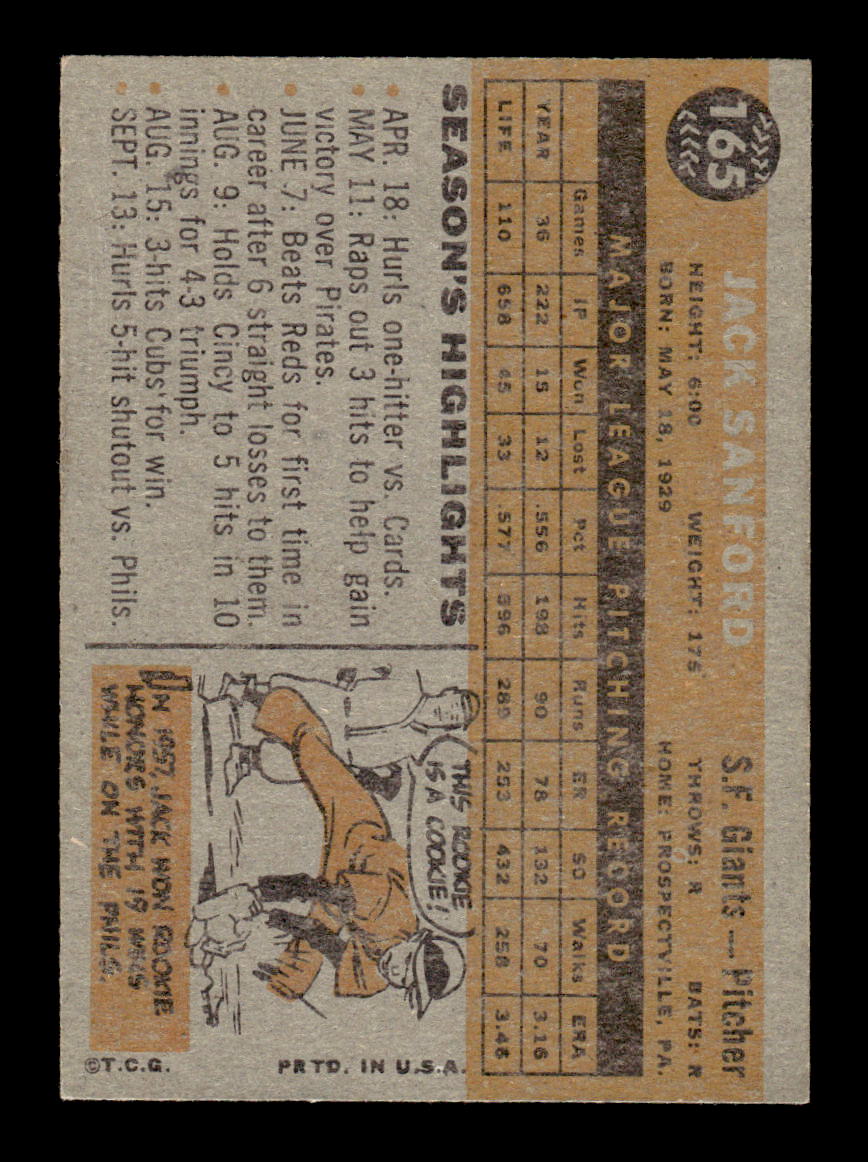 165
JACK SANFORD
S.F. Giants—Pitcher
HEIGHT: 6:00 WEIGHT: 175 THROWS: R BATS: R
BORN: MAY 18, 1929 HOME: PROSPECTVILLE, PA.
MAJOR LEAGUE PITCHING RECORD
Games IP Won Lost Pct Hits Runs ER SO Walks ERA
YEAR 36 222 15 12 .556 198 90 78 132 70 3.16
LIFE 110 658 45 33 .577 596 289 253 432 258 3.46
SEASON'S HIGHLIGHTS
• APR. 18: Hurls one-hitter vs. Cards.
• MAY 11: Raps out 3 hits to help gain
victory over Pirates.
• JUNE 7: Beats Reds for first time in
career after 6 straight losses to them.
• AUG. 9: Holds Cincy to 5 hits in 10
innings for 4-3 triumph.
• AUG. 15: 3-hits Cubs for win.
• SEPT. 13: Hurls 5-hit shutout vs. Phils.
THIS ROOKIE
IS A COOKIE!
IN 1957, JACK WON ROOKIE
HONORS WITH 19 WINS
WHILE ON THE PHILS.
©T.C.G.
PRTD. IN U.S.A.